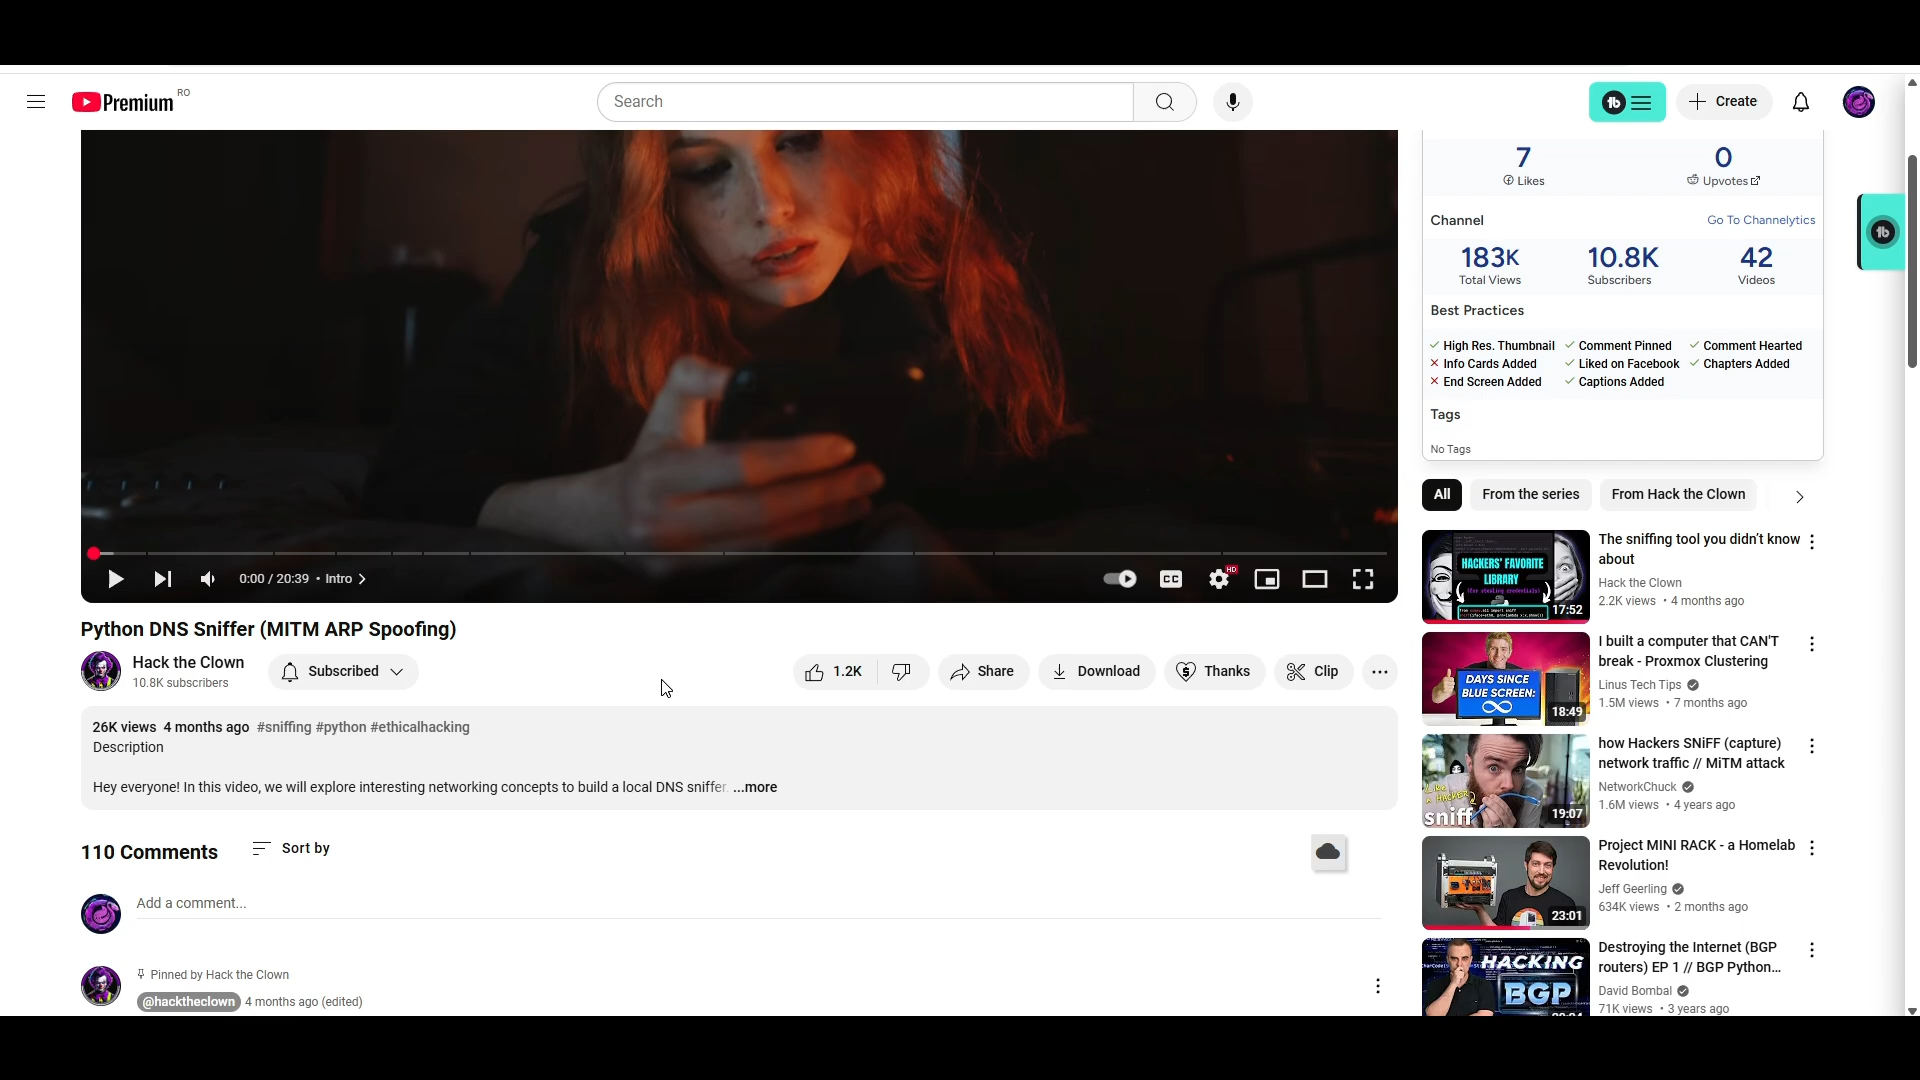 Premium RO
Search
Create
7
Likes
0
Upvotes
Channel
Go To Channelytics
183K
Total Views
10.8K
Subscribers
42
Videos
Best Practices
High Res. Thumbnail
Comment Pinned
Comment Hearted
Info Cards Added
Liked on Facebook
Chapters Added
End Screen Added
Captions Added
Tags
No Tags
All
From the series
From Hack the Clown
0:00 / 20:39 • Intro
CC
HD
Python DNS Sniffer (MITM ARP Spoofing)
Hack the Clown
10.8K subscribers
Subscribed
1.2K
Share
Download
Thanks
Clip
26K views 4 months ago #sniffing #python #ethicalhacking
Description
Hey everyone! In this video, we will explore interesting networking concepts to build a local DNS sniffer. ...more
110 Comments
Sort by
Add a comment...
Pinned by Hack the Clown
@hacktheclown 4 months ago (edited)
HACKERS' FAVORITE
LIBRARY
(for stealing credentials)
17:52
The sniffing tool you didn't know
about
Hack the Clown
2.2K views • 4 months ago
DAYS SINCE
BLUE SCREEN:
18:49
I built a computer that CAN'T
break - Proxmox Clustering
Linus Tech Tips
1.5M views • 7 months ago
Like
a HACKER?
sniff
19:07
how Hackers SNiFF (capture)
network traffic // MiTM attack
NetworkChuck
1.6M views • 4 years ago
23:01
Project MINI RACK - a Homelab
Revolution!
Jeff Geerling
634K views • 2 months ago
HACKING
BGP
Destroying the Internet (BGP
routers) EP 1 // BGP Python...
David Bombal
71K views • 3 years ago